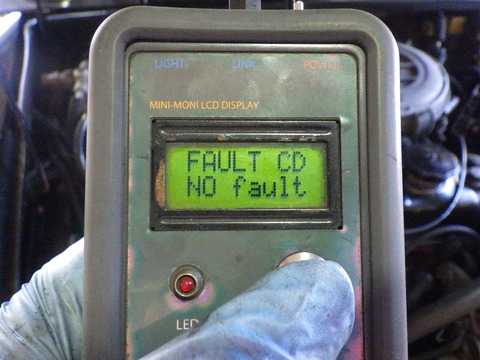 LIGHT LINK POWER
MINI-MONI LCD DISPLAY
FAULT CD
NO fault
LED